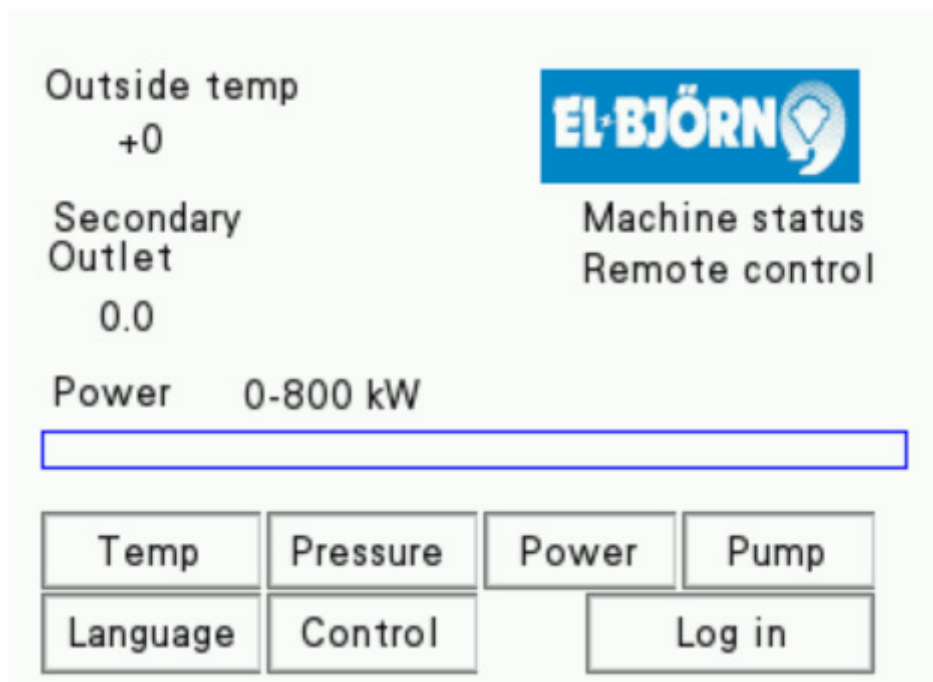 Outside temp
+0
EL-BJÖRN
Secondary
Outlet
0.0
Machine status
Remote control
Power 0-800 kW
Temp Pressure Power Pump
Language Control Log in